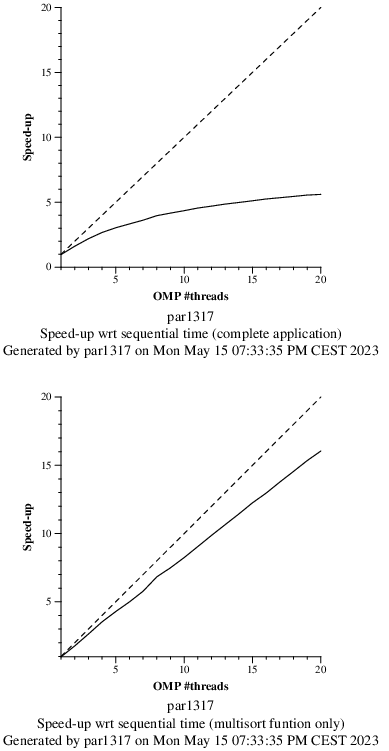 20
15
10
5
0
Speed-up
5 10 15 20
OMP #threads
par1317
Speed-up wrt sequential time (complete application)
Generated by par1317 on Mon May 15 07:33:35 PM CEST 2023
20
15
10
5
Speed-up
5 10 15 20
OMP #threads
par1317
Speed-up wrt sequential time (multisort funtion only)
Generated by par1317 on Mon May 15 07:33:35 PM CEST 2023